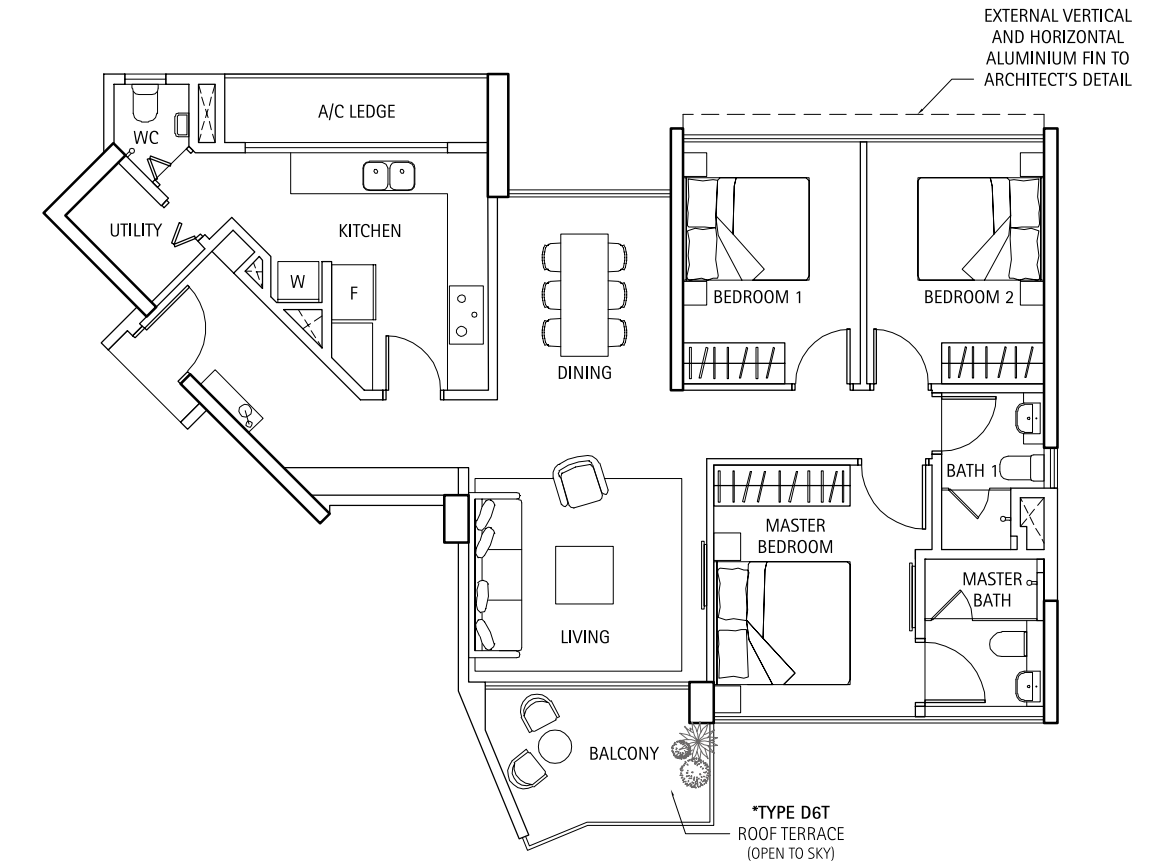 EXTERNAL VERTICAL
AND HORIZONTAL
ALUMINIUM FIN TO
ARCHITECT'S DETAIL
A/C LEDGE
WC
UTILITY
KITCHEN
W
F
DINING
BEDROOM 1
BEDROOM 2
BATH 1
MASTER
BEDROOM
MASTER
BATH
LIVING
BALCONY
*TYPE D6T
ROOF TERRACE
(OPEN TO SKY)